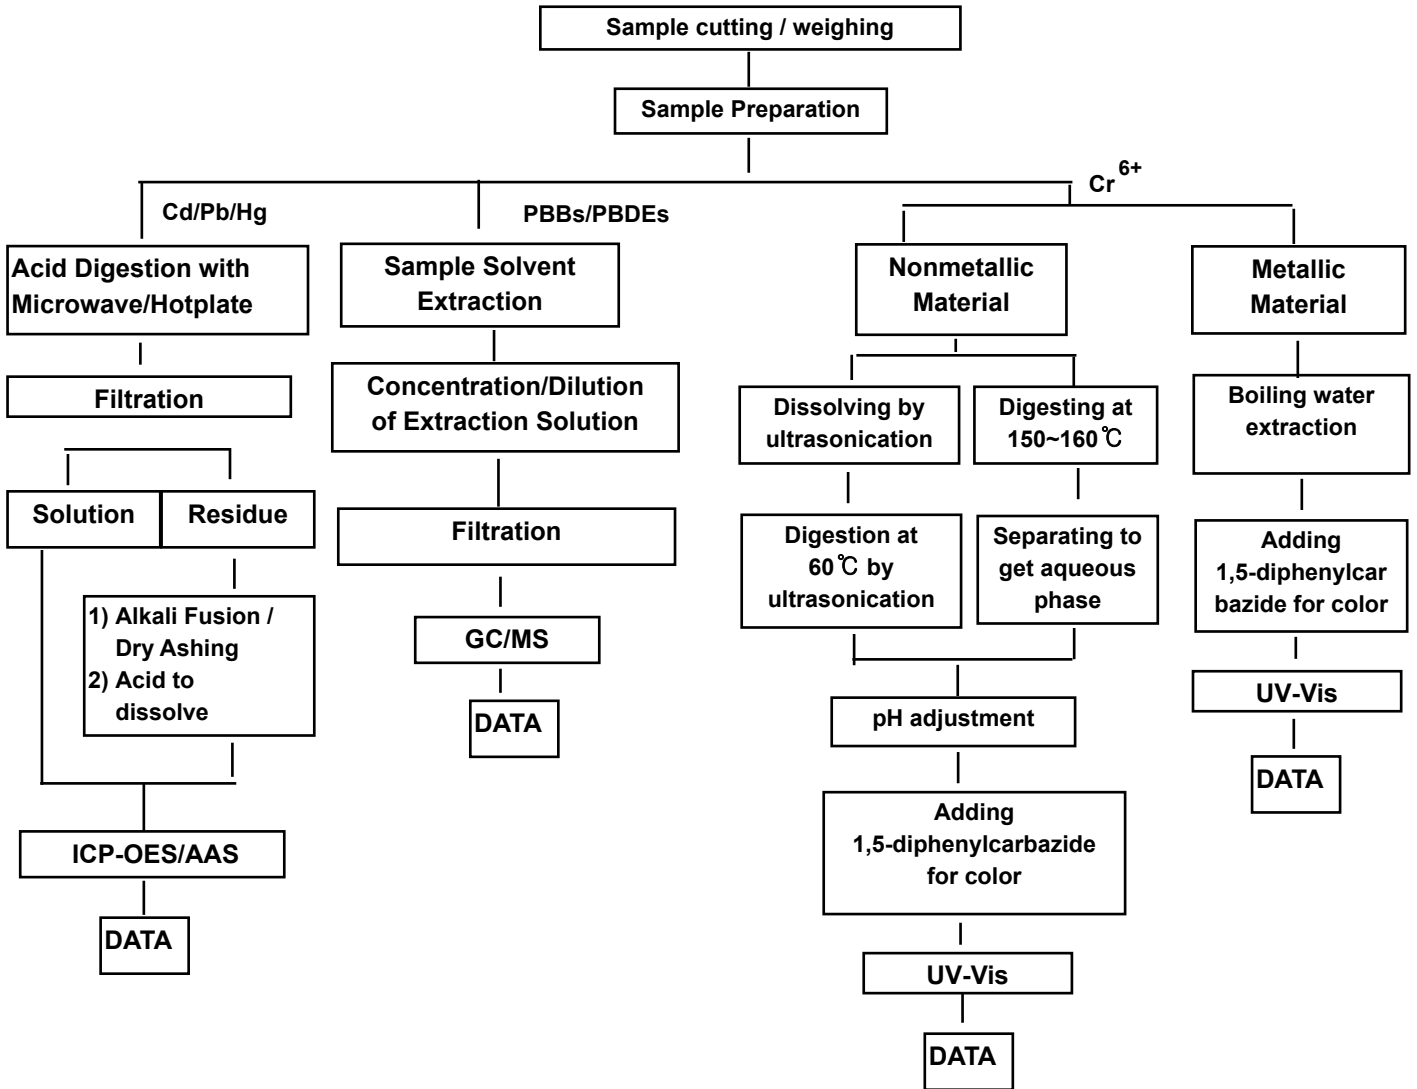 Sample cutting / weighing
Sample Preparation
Cr 6+
Cd/Pb/Hg
PBBs/PBDEs
Acid Digestion with
Microwave/Hotplate
Sample Solvent
Extraction
Nonmetallic
Material
Metallic
Material
Filtration
Concentration/Dilution
of Extraction Solution
Dissolving by
ultrasonication
Digesting at
150~160℃
Boiling water
extraction
Solution
Residue
Filtration
Digestion at
60℃ by
ultrasonication
Separating to
get aqueous
phase
Adding
1,5-diphenylcar
bazide for color
1) Alkali Fusion /
Dry Ashing
2) Acid to
dissolve
GC/MS
DATA
pH adjustment
UV-Vis
DATA
ICP-OES/AAS
DATA
Adding
1,5-diphenylcarbazide
for color
UV-Vis
DATA